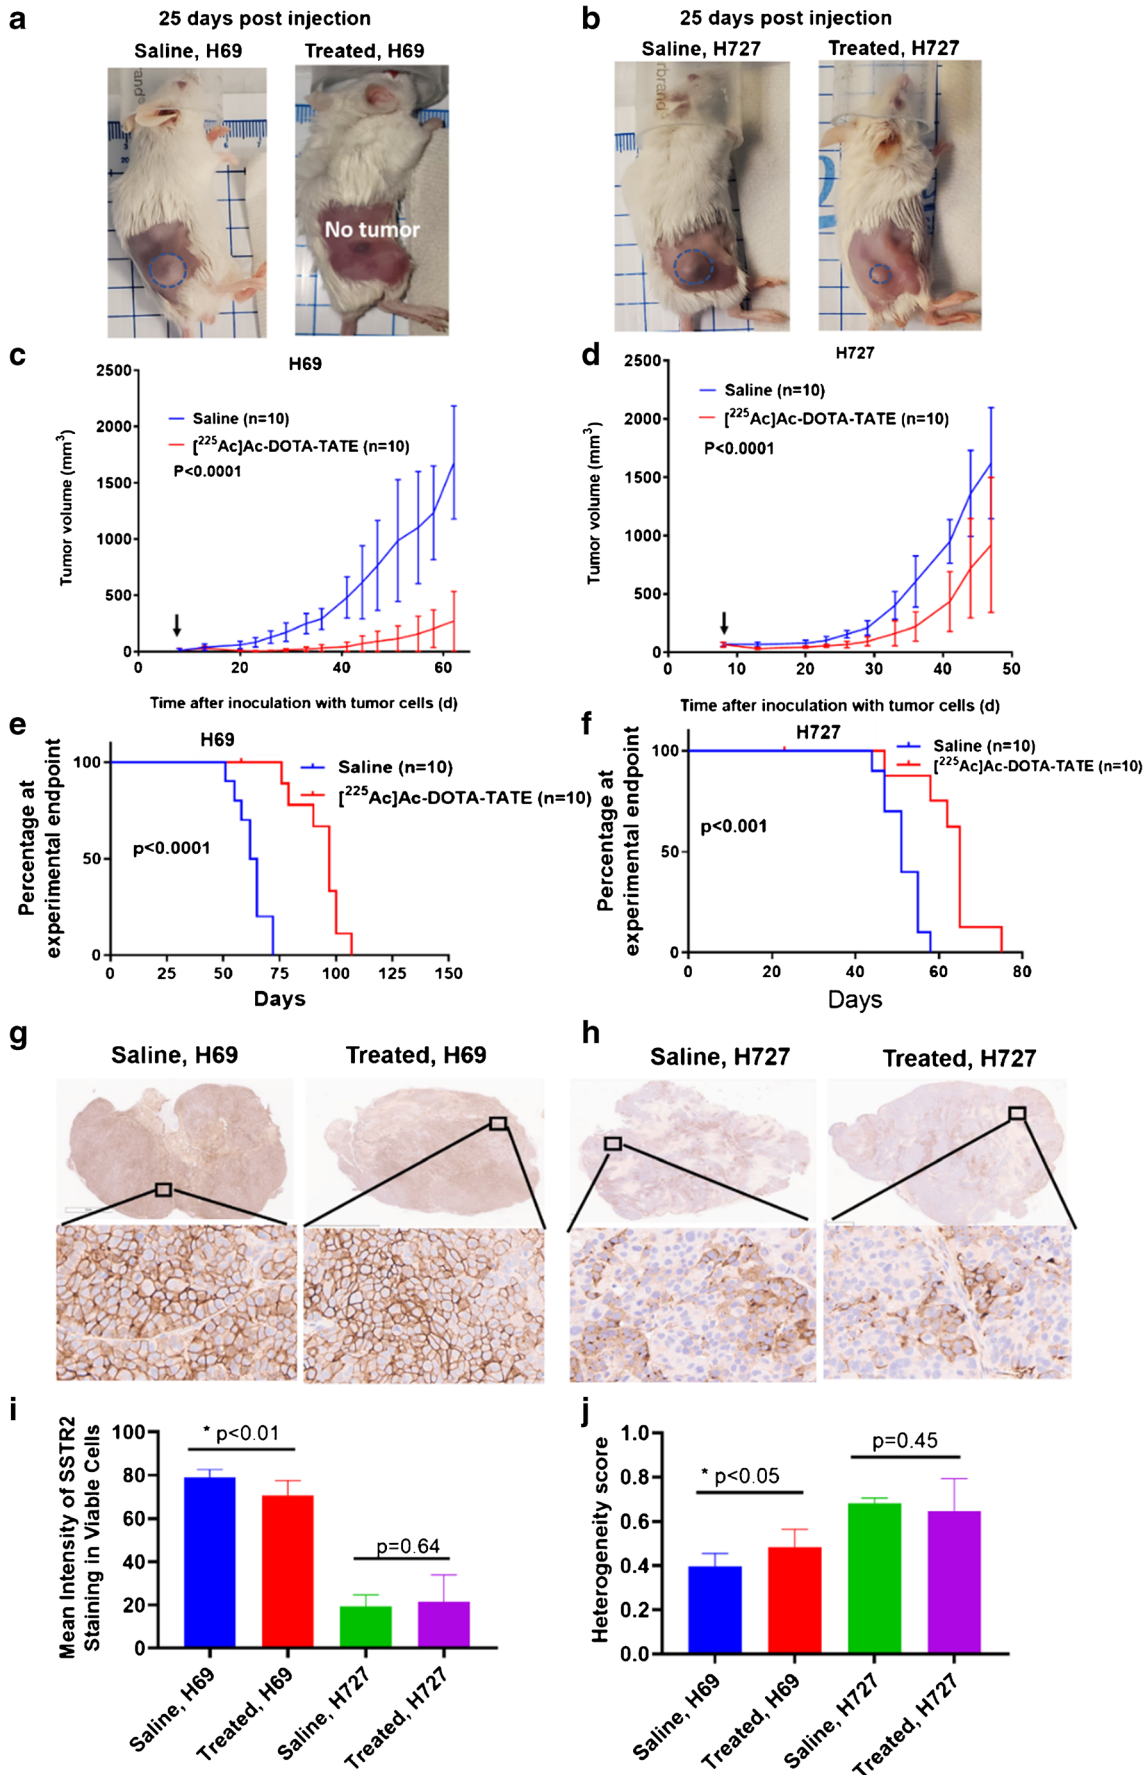 a
25 days post injection
Saline, H69
Treated, H69
No tumor
b
25 days post injection
Saline, H727
Treated, H727
c
H69
2500
2000
1500
1000
500
0
Tumor volume (mm³)
Saline (n=10)
[²²⁵Ac]Ac-DOTA-TATE (n=10)
P<0.0001
0 20 40 60
Time after inoculation with tumor cells (d)
d
H727
2500
2000
1500
1000
500
0
Tumor volume (mm³)
Saline (n=10)
[²²⁵Ac]Ac-DOTA-TATE (n=10)
P<0.0001
0 10 20 30 40 50
Time after inoculation with tumor cells (d)
e
H69
Percentage at
experimental endpoint
100
50
0
Saline (n=10)
[²²⁵Ac]Ac-DOTA-TATE (n=10)
p<0.0001
0 25 50 75 100 125 150
Days
f
H727
Percentage at
experimental endpoint
100
50
0
Saline (n=10)
[²²⁵Ac]Ac-DOTA-TATE (n=10)
p<0.001
0 20 40 60 80
Days
g
Saline, H69
Treated, H69
h
Saline, H727
Treated, H727
i
Mean Intensity of SSTR2
Staining in Viable Cells
100
80
60
40
20
0
* p<0.01
p=0.64
Saline, H69
Treated, H69
Saline, H727
Treated, H727
j
Heterogeneity score
1.0
0.8
0.6
0.4
0.2
0.0
* p<0.05
p=0.45
Saline, H69
Treated, H69
Saline, H727
Treated, H727